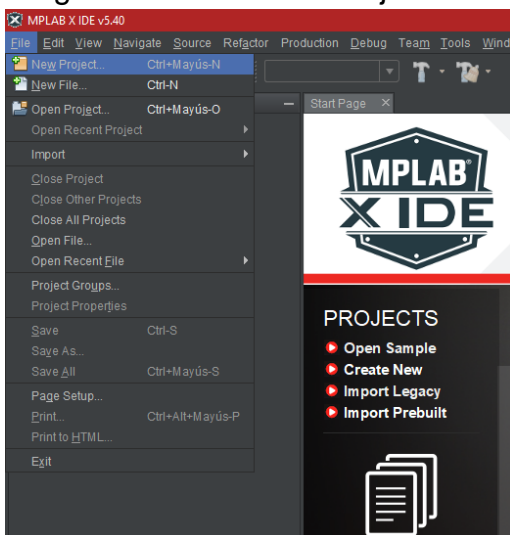 MPLAB X IDE v5.40
File Edit View Navigate Source Refactor Production Debug Team Tools
New Project... Ctrl+Mayús-N
New File... Ctrl-N
Open Project... Ctrl+Mayús-O
Open Recent Project
Import
Close Project
Close Other Projects
Close All Projects
Open File...
Open Recent File
Project Groups...
Project Properties
Save Ctrl-S
Save As...
Save All Ctrl+Mayús-S
Page Setup...
Print... Ctrl+Alt+Mayús-P
Print to HTML...
Exit
Start Page
MPLAB®
X IDE
PROJECTS
Open Sample
Create New
Import Legacy
Import Prebuilt